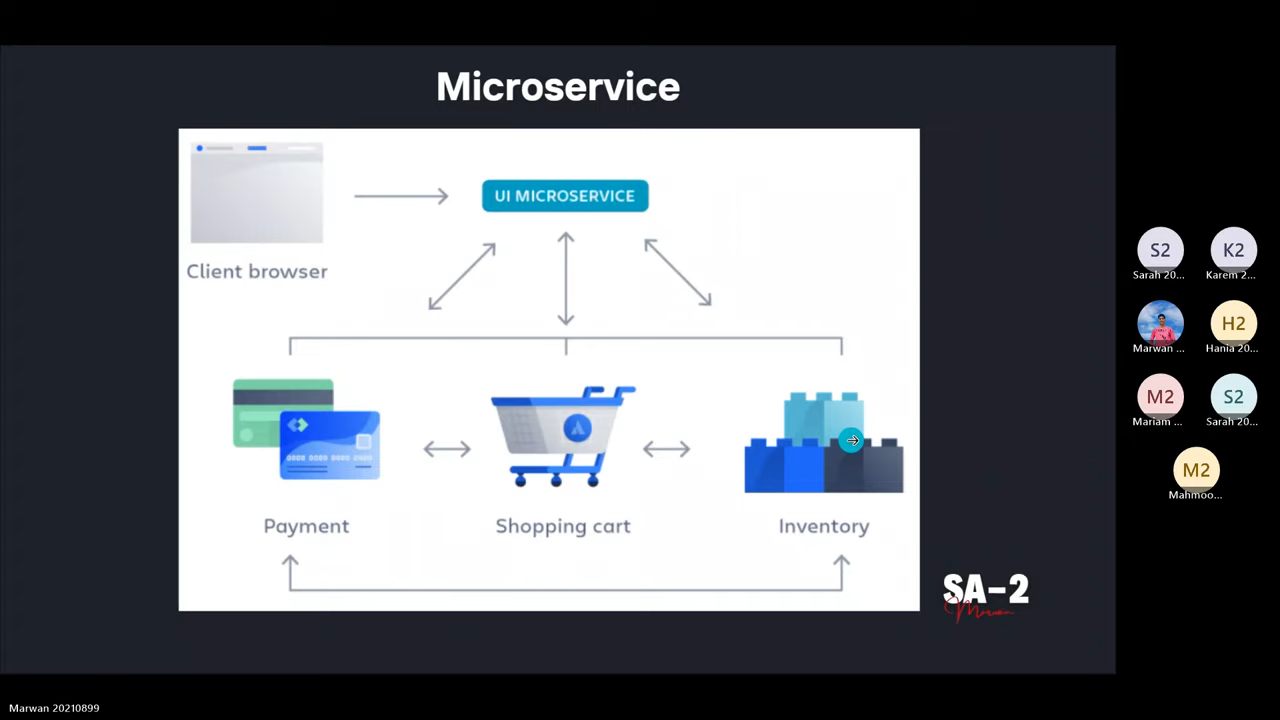 Microservice
UI MICROSERVICE
Client browser
Payment
Shopping cart
Inventory
SA-2
Marwan
S2
Sarah 20...
K2
Karem 2...
Marwan ...
H2
Hania 20...
M2
Mariam ...
S2
Sarah 20...
M2
Mahmoo...
Marwan 20210899